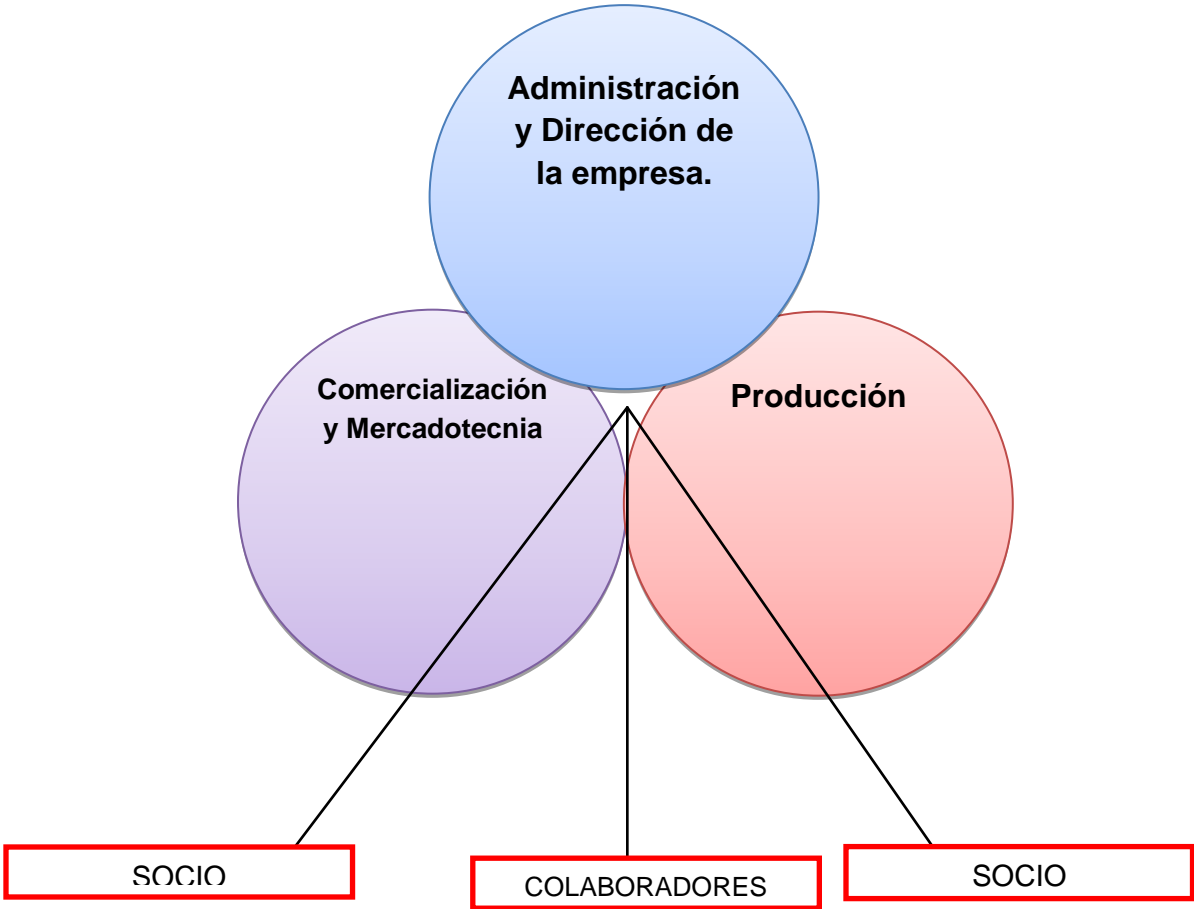 Administración
y Dirección de
la empresa.
Comercialización
y Mercadotecnia
Producción
SOCIO
COLABORADORES
SOCIO